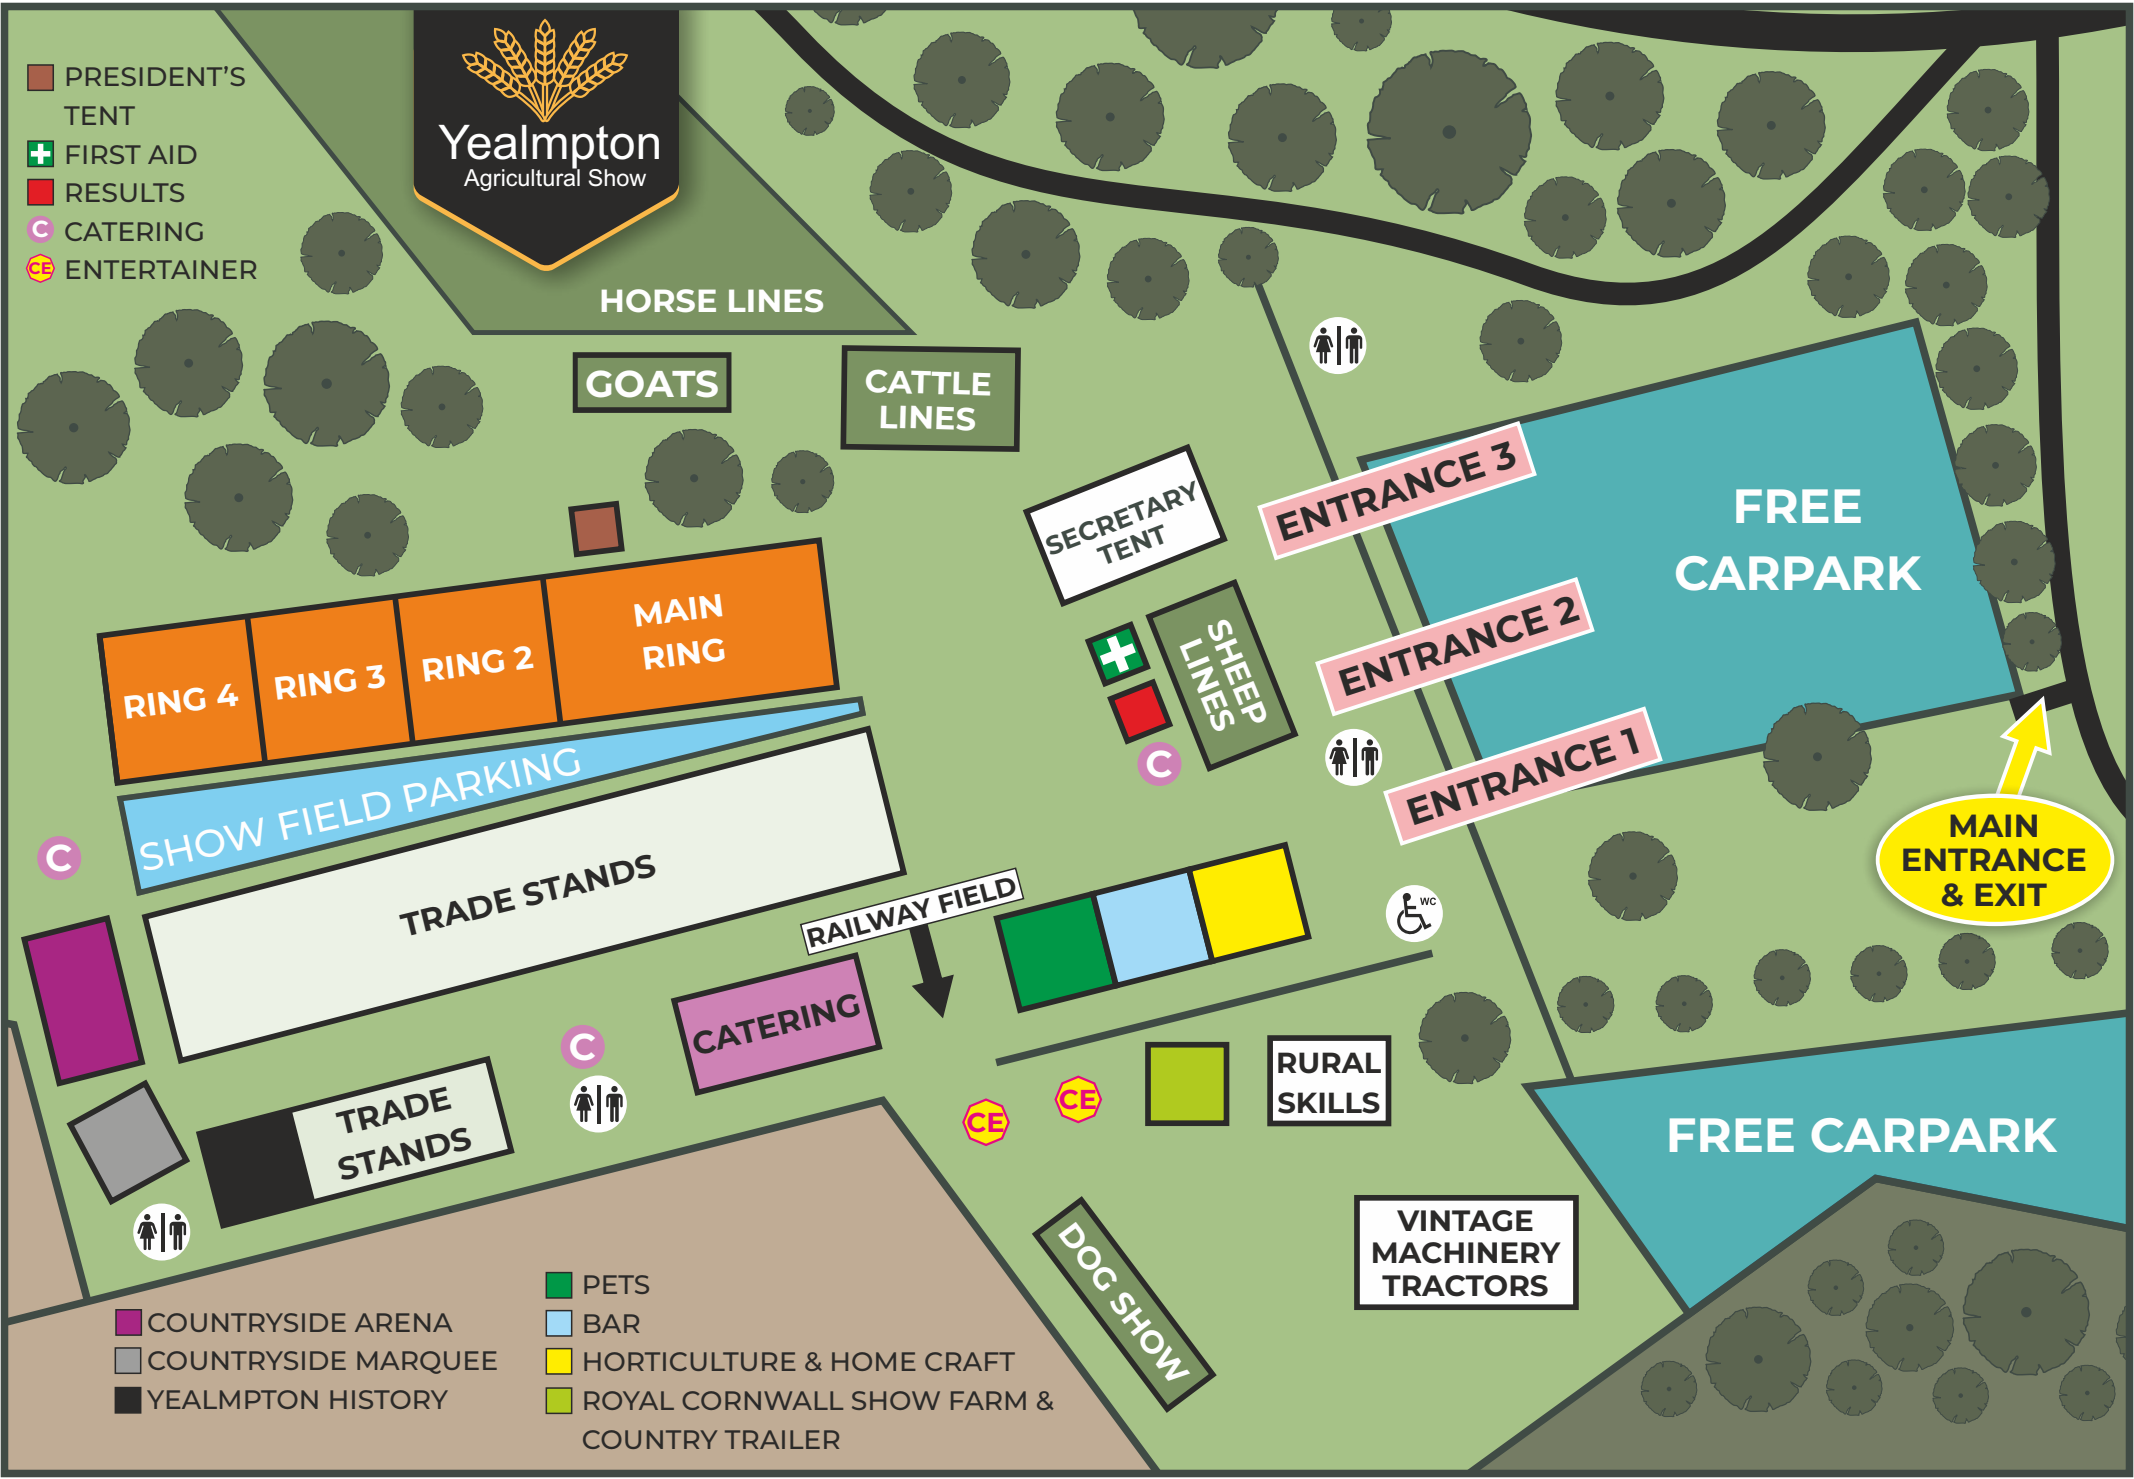 Yealmpton
Agricultural Show
PRESIDENT'S
TENT
FIRST AID
RESULTS
C CATERING
CE ENTERTAINER
HORSE LINES
GOATS
CATTLE
LINES
SECRETARY
TENT
ENTRANCE 3
FREE
CARPARK
ENTRANCE 2
SHEEP
LINES
MAIN
RING
RING 2
RING 3
RING 4
ENTRANCE 1
C
SHOW FIELD PARKING
C
MAIN
ENTRANCE
& EXIT
TRADE STANDS
RAILWAY FIELD
WC
CATERING
C
RURAL
SKILLS
CE
CE
TRADE
STANDS
FREE CARPARK
VINTAGE
MACHINERY
TRACTORS
DOG SHOW
COUNTRYSIDE ARENA
COUNTRYSIDE MARQUEE
YEALMPTON HISTORY
PETS
BAR
HORTICULTURE & HOME CRAFT
ROYAL CORNWALL SHOW FARM &
COUNTRY TRAILER